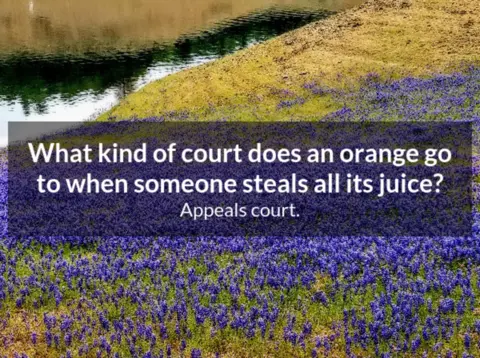 What kind of court does an orange go
to when someone steals all its juice?
Appeals court.